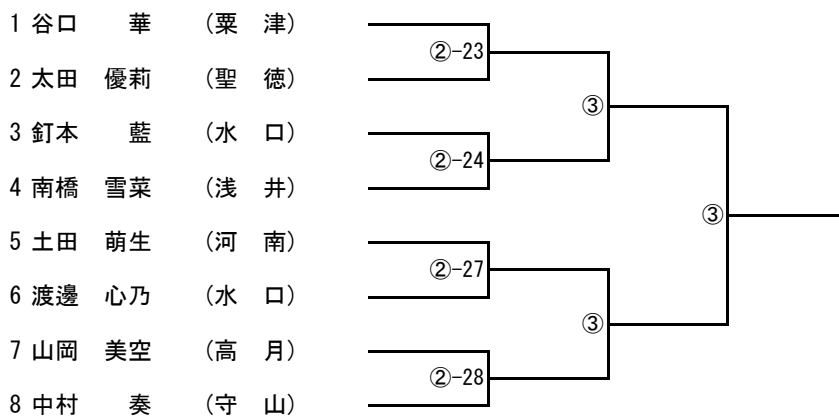 1 谷口　　華　（粟　津）
②-23
2 太田　優莉　（聖　徳）
③
3 釘本　　藍　（水　口）
②-24
4 南橋　雪菜　（浅　井）
③
5 土田　萌生　（河　南）
②-27
6 渡邊　心乃　（水　口）
③
7 山岡　美空　（高　月）
②-28
8 中村　　奏　（守　山）